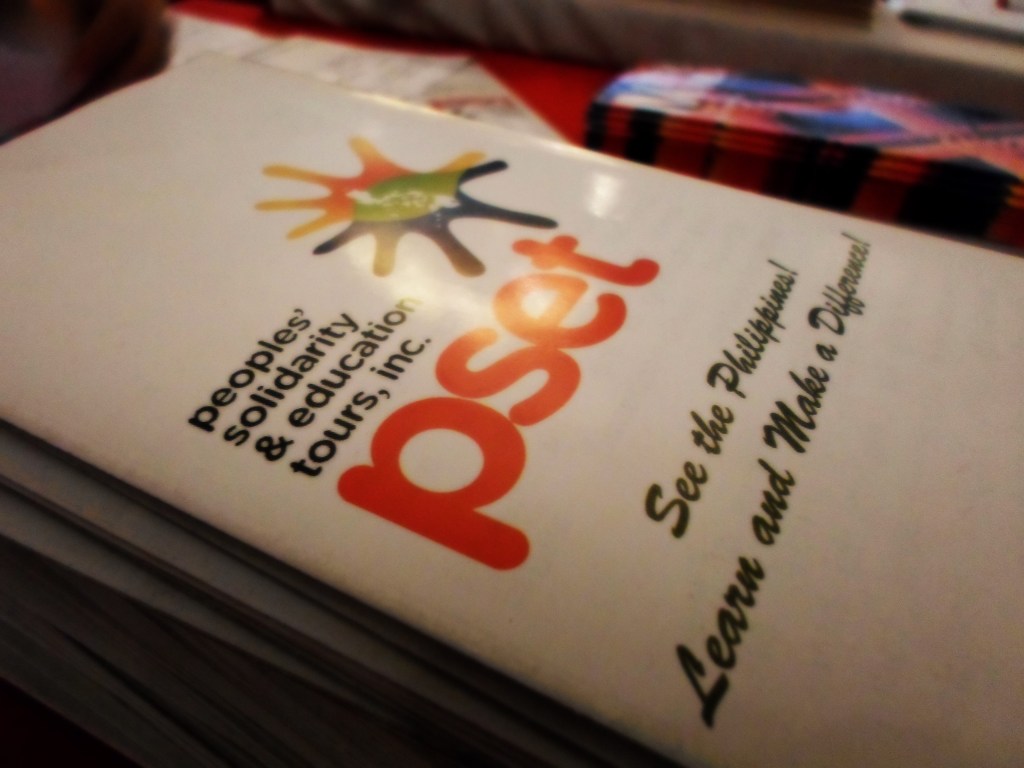 peoples'
solidarity
& education
tours, inc.
pset
See the Philippines!
Learn and Make a Difference!